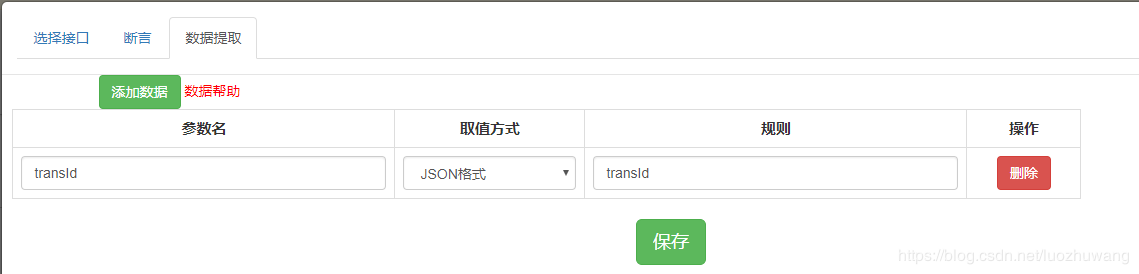 选择接口 断言 数据提取
添加数据 数据帮助
参数名 取值方式 规则 操作
transId JSON格式 transId 删除
保存
https://blog.csdn.net/luozhuwang